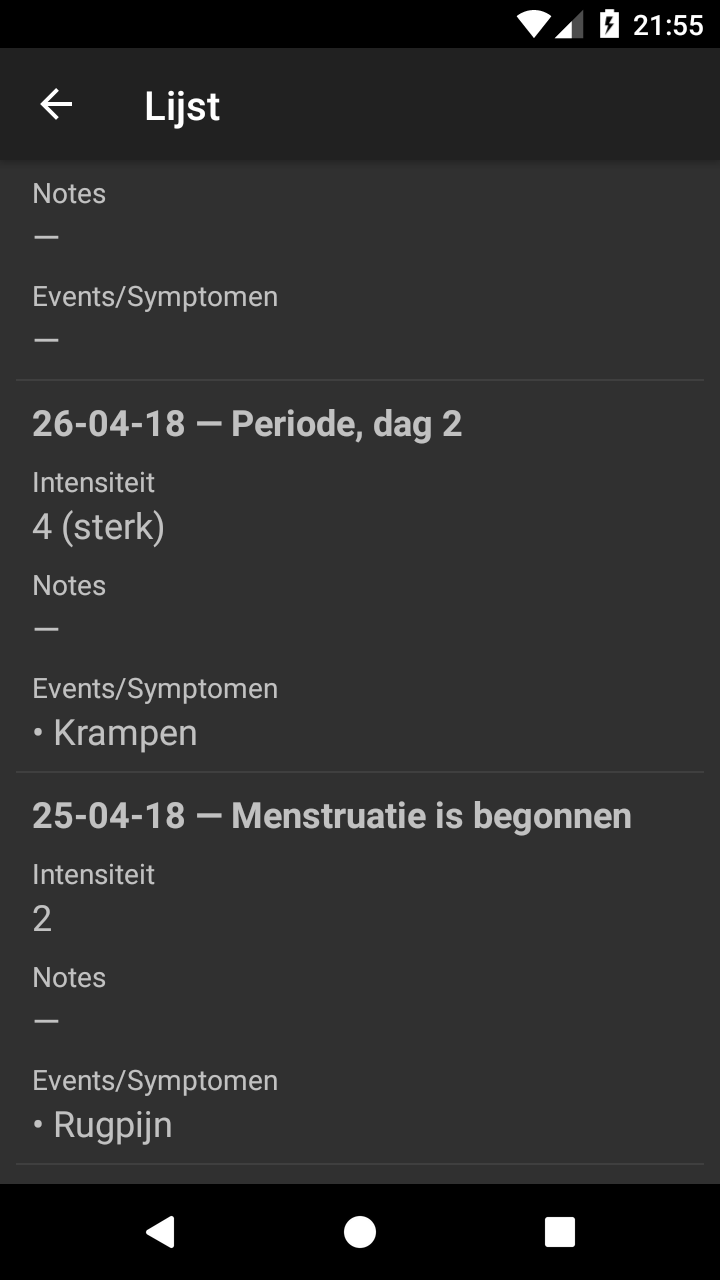 21:55
Lijst
Notes
—
Events/Symptomen
—
26-04-18 — Periode, dag 2
Intensiteit
4 (sterk)
Notes
—
Events/Symptomen
• Krampen
25-04-18 — Menstruatie is begonnen
Intensiteit
2
Notes
—
Events/Symptomen
• Rugpijn